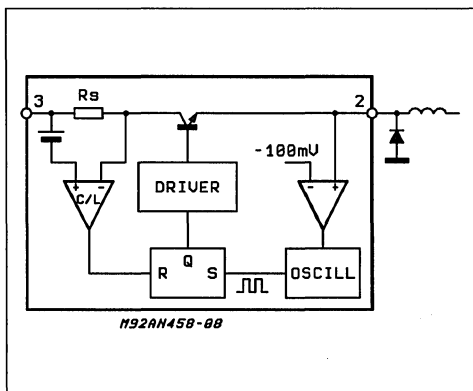 3
Rs
2
-100mV
+ -
- +
C/L
DRIVER
Q
R S
OSCILL
M92AN458-08